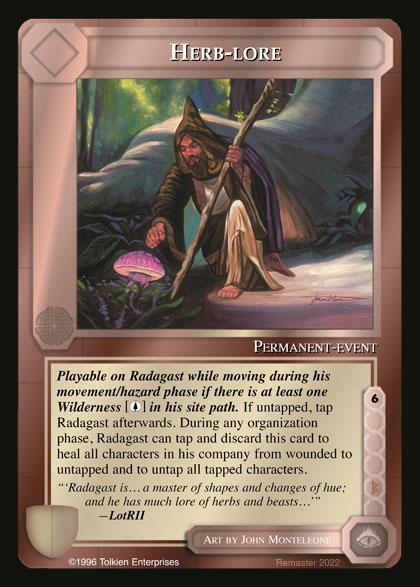 HERB-LORE
PERMANENT-EVENT
Playable on Radagast while moving during his
movement/hazard phase if there is at least one
Wilderness [ ] in his site path. If untapped, tap
Radagast afterwards. During any organization
phase, Radagast can tap and discard this card to
heal all characters in his company from wounded to
untapped and to untap all tapped characters.
“‘Radagast is… a master of shapes and changes of hue;
and he has much lore of herbs and beasts…’”
—LotRII
6
ART BY JOHN MONTELEONE
©1996 Tolkien Enterprises
Remaster 2022